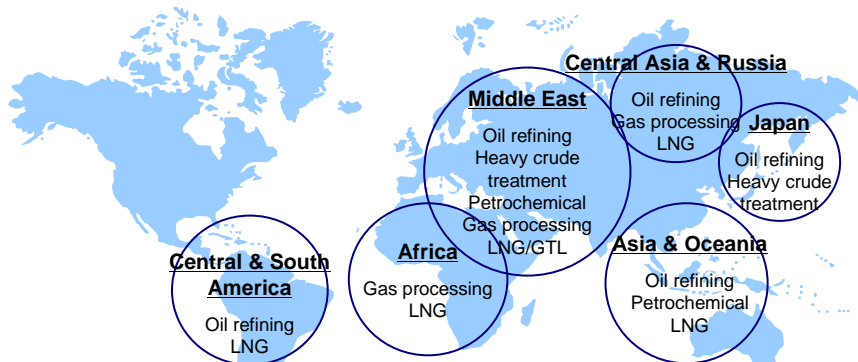 Central Asia & Russia
Oil refining
Gas processing
LNG
Middle East
Oil refining
Heavy crude
treatment
Petrochemical
Gas processing
LNG/GTL
Japan
Oil refining
Heavy crude
treatment
Central & South
America
Oil refining
LNG
Africa
Gas processing
LNG
Asia & Oceania
Oil refining
Petrochemical
LNG